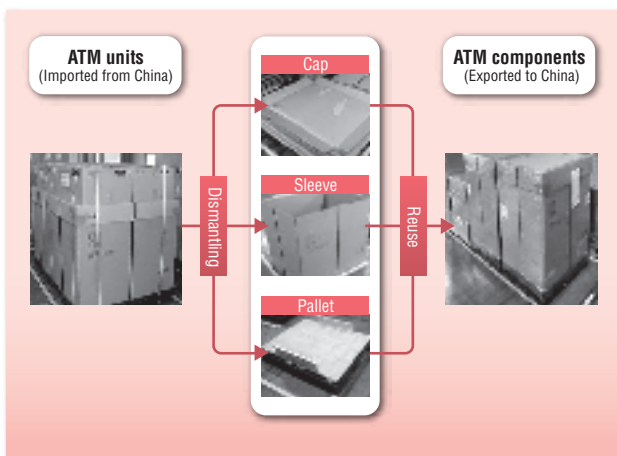 ATM units
(Imported from China)
Cap
ATM components
(Exported to China)
Dismantling
Sleeve
Reuse
Pallet